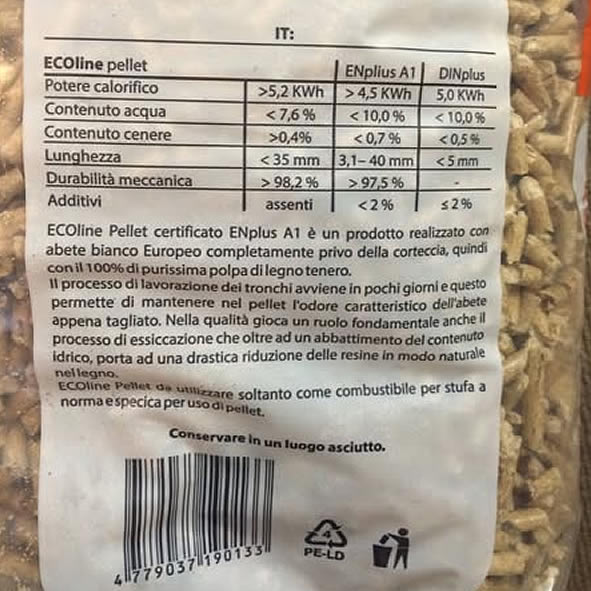 IT:
ECOline pellet ENplius A1 DINplus
Potere calorifico >5,2 KWh > 4,5 KWh 5,0 KWh
Contenuto acqua < 7,6 % < 10,0 % < 10,0 %
Contenuto cenere >0,4% < 0,7 % < 0,5 %
Lunghezza < 35 mm 3,1– 40 mm < 5 mm
Durabilità meccanica > 98,2 % > 97,5 % -
Additivi assenti < 2 % ≤ 2 %
ECOline Pellet certificato ENplus A1 è un prodotto realizzato con
abete bianco Europeo completamente privo della corteccia, quindi
con il 100% di purissima polpa di legno tenero.
Il processo di lavorazione dei tronchi avviene in pochi giorni e questo
permette di mantenere nel pellet l'odore caratteristico dell'abete
appena tagliato. Nella qualità gioca un ruolo fondamentale anche il
processo di essiccazione che oltre ad un abbattimento del contenuto
idrico, porta ad una drastica riduzione delle resine in modo naturale
nel legno.
ECOline Pellet da utilizzare soltanto come combustibile per stufa a
norma e specica per uso di pellet.
Conservare in un luogo asciutto.
4 779037 190133
4
PE-LD